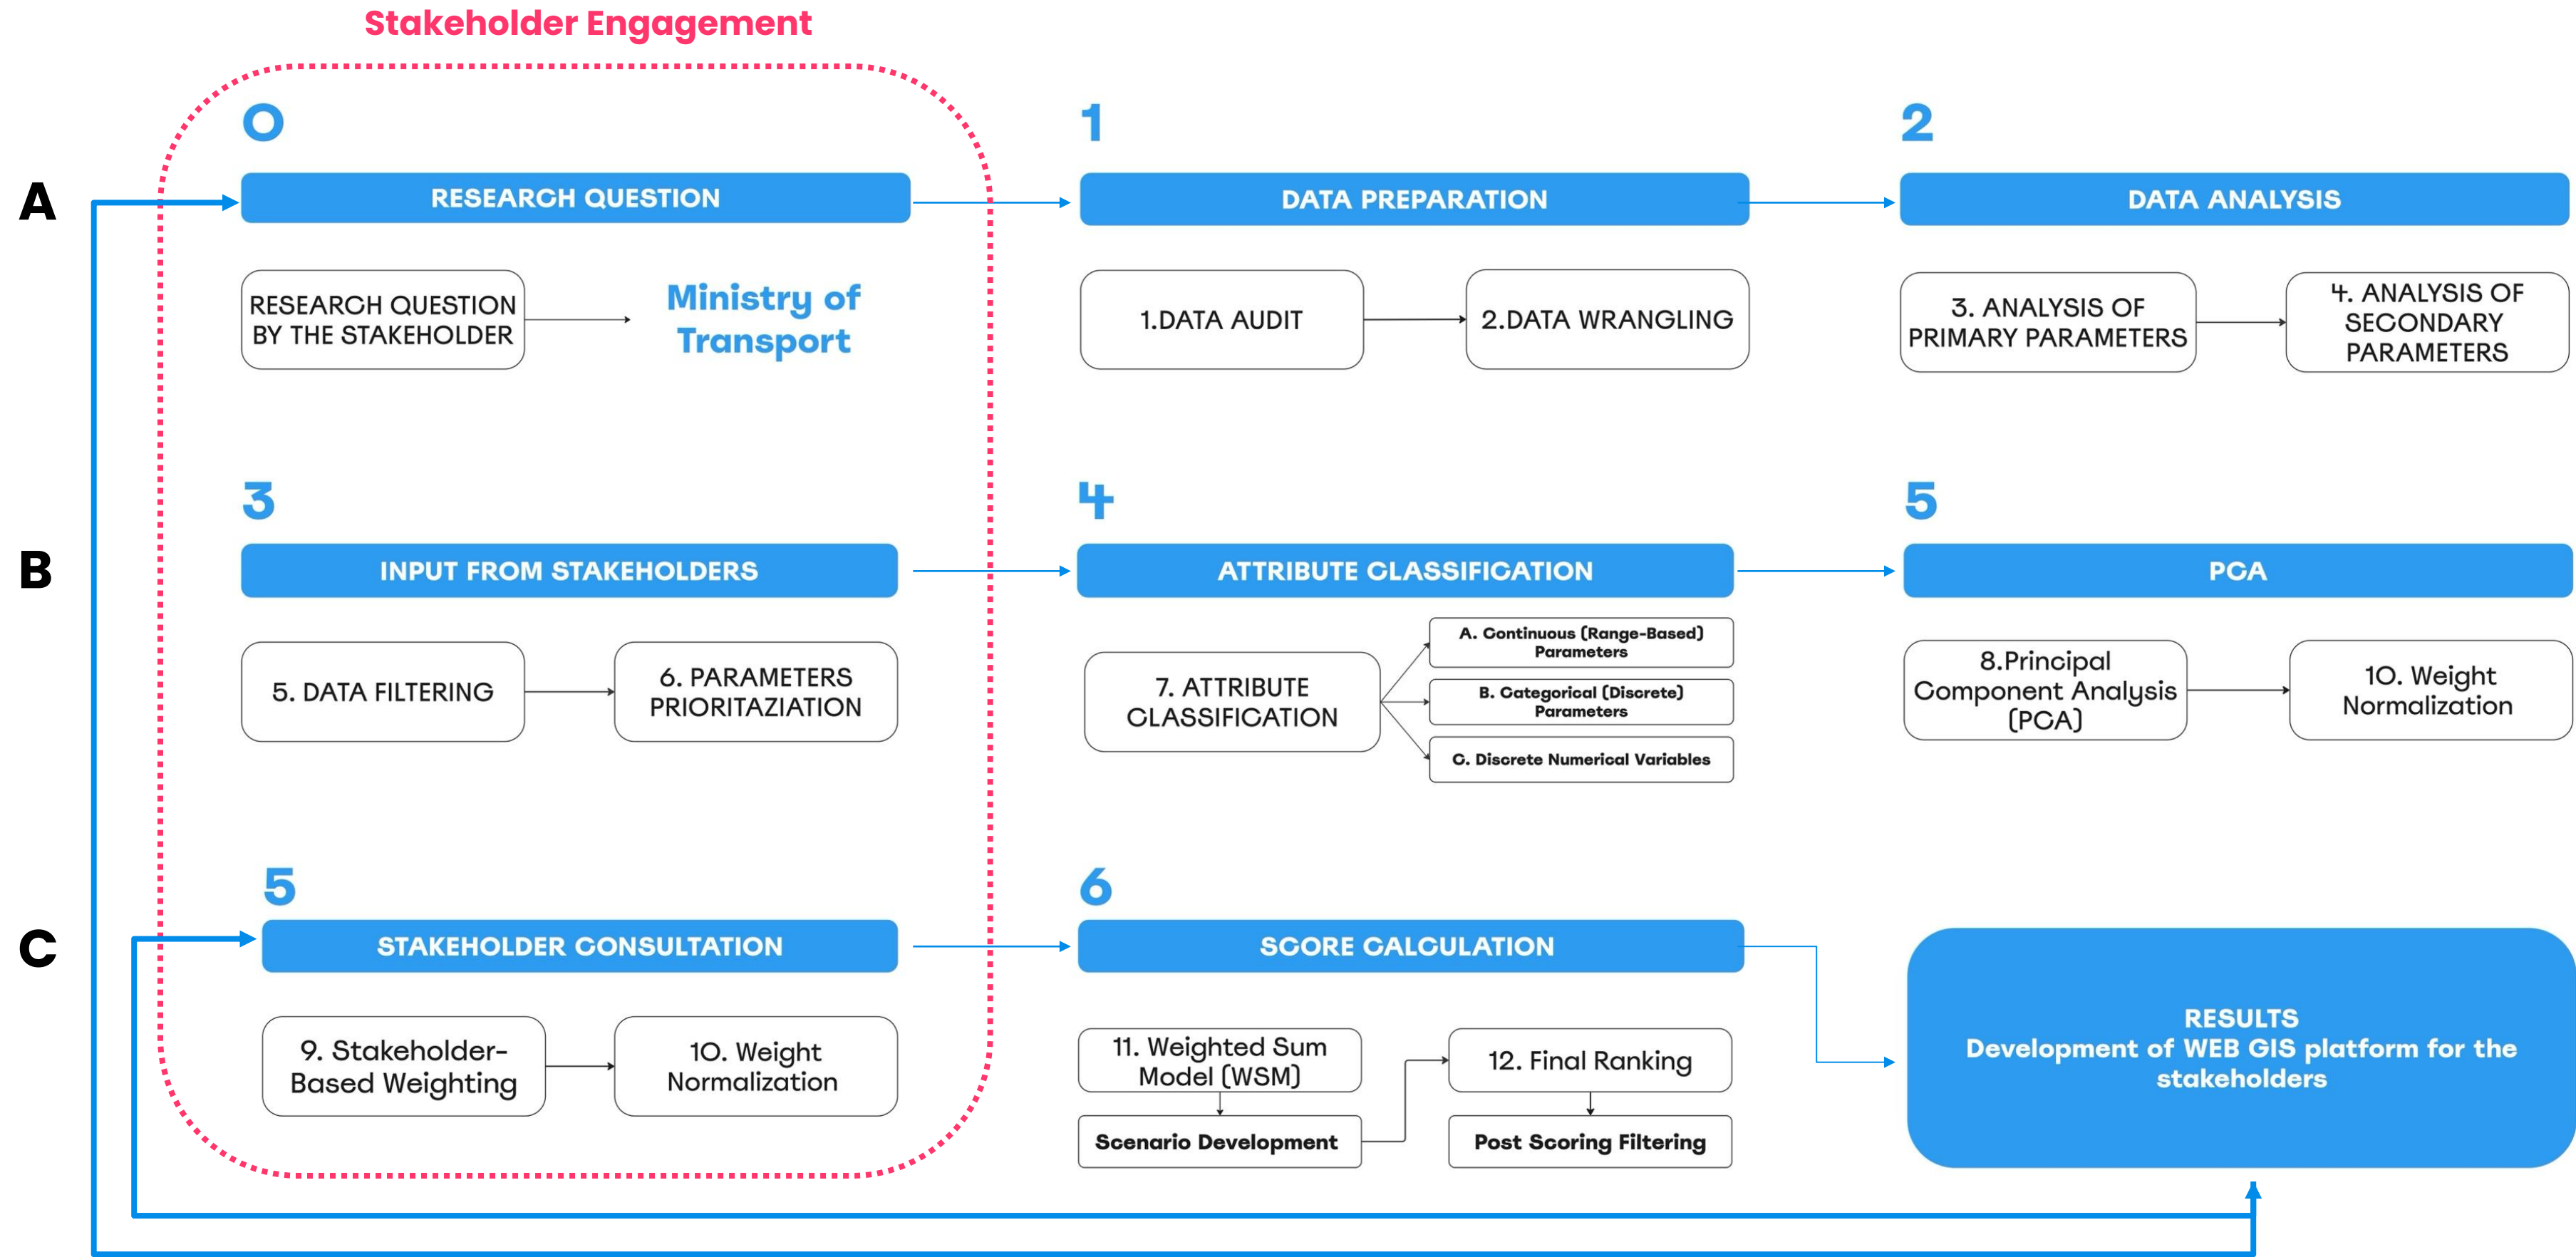 Stakeholder Engagement
0
1
2
A
RESEARCH QUESTION
DATA PREPARATION
DATA ANALYSIS
RESEARCH QUESTION
BY THE STAKEHOLDER
Ministry of
Transport
1.DATA AUDIT
2.DATA WRANGLING
3. ANALYSIS OF
PRIMARY PARAMETERS
4. ANALYSIS OF
SECONDARY
PARAMETERS
3
4
5
B
INPUT FROM STAKEHOLDERS
ATTRIBUTE CLASSIFICATION
PCA
5. DATA FILTERING
6. PARAMETERS
PRIORITAZIATION
7. ATTRIBUTE
CLASSIFICATION
A. Continuous (Range-Based)
Parameters
B. Categorical (Discrete)
Parameters
C. Discrete Numerical Variables
8.Principal
Component Analysis
(PCA)
10. Weight
Normalization
5
6
C
STAKEHOLDER CONSULTATION
SCORE CALCULATION
9. Stakeholder-
Based Weighting
10. Weight
Normalization
11. Weighted Sum
Model (WSM)
Scenario Development
12. Final Ranking
Post Scoring Filtering
RESULTS
Development of WEB GIS platform for the
stakeholders